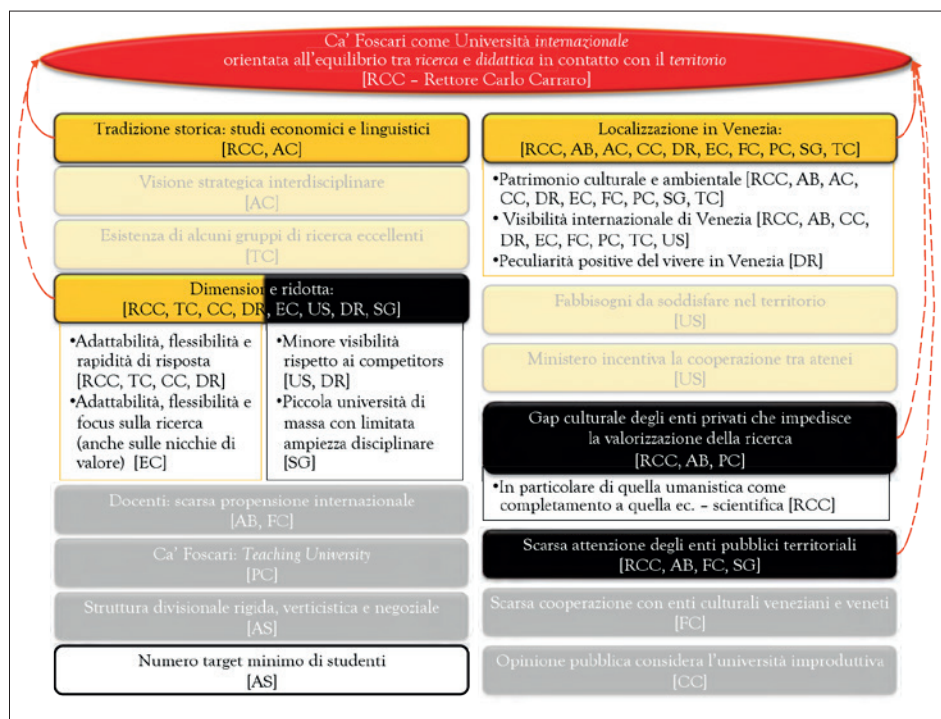 Ca' Foscari come Università internazionale
orientata all'equilibrio tra ricerca e didattica in contatto con il territorio
[RCC – Rettore Carlo Carraro]
Tradizione storica: studi economici e linguistici
[RCC, AC]
Visione strategica interdisciplinare
[AC]
Esistenza di alcuni gruppi di ricerca eccellenti
[TC]
Dimensione ridotta:
[RCC, TC, CC, DR, EC, US, DR, SG]
•Adattabilità, flessibilità e
rapidità di risposta
[RCC, TC, CC, DR]
•Adattabilità, flessibilità e
focus sulla ricerca
(anche sulle nicchie di
valore) [EC]
•Minore visibilità
rispetto ai competitors
[US, DR]
•Piccola università di
massa con limitata
ampiezza disciplinare
[SG]
Docenti: scarsa propensione internazionale
[AB, FC]
Ca' Foscari: Teaching University
[PC]
Struttura divisionale rigida, verticistica e negoziale
[AS]
Numero target minimo di studenti
[AS]
Localizzazione in Venezia:
[RCC, AB, AC, CC, DR, EC, FC, PC, SG, TC]
•Patrimonio culturale e ambientale [RCC, AB, AC,
CC, DR, EC, FC, PC, SG, TC]
•Visibilità internazionale di Venezia [RCC, AB, CC,
DR, EC, FC, PC, TC, US]
•Peculiarità positive del vivere in Venezia [DR]
Fabbisogni da soddisfare nel territorio
[US]
Ministero incentiva la cooperazione tra atenei
[US]
Gap culturale degli enti privati che impedisce
la valorizzazione della ricerca
[RCC, AB, PC]
•In particolare di quella umanistica come
completamento a quella ec. – scientifica [RCC]
Scarsa attenzione degli enti pubblici territoriali
[RCC, AB, FC, SG]
Scarsa cooperazione con enti culturali veneziani e veneti
[FC]
Opinione pubblica considera l'università improduttiva
[CC]